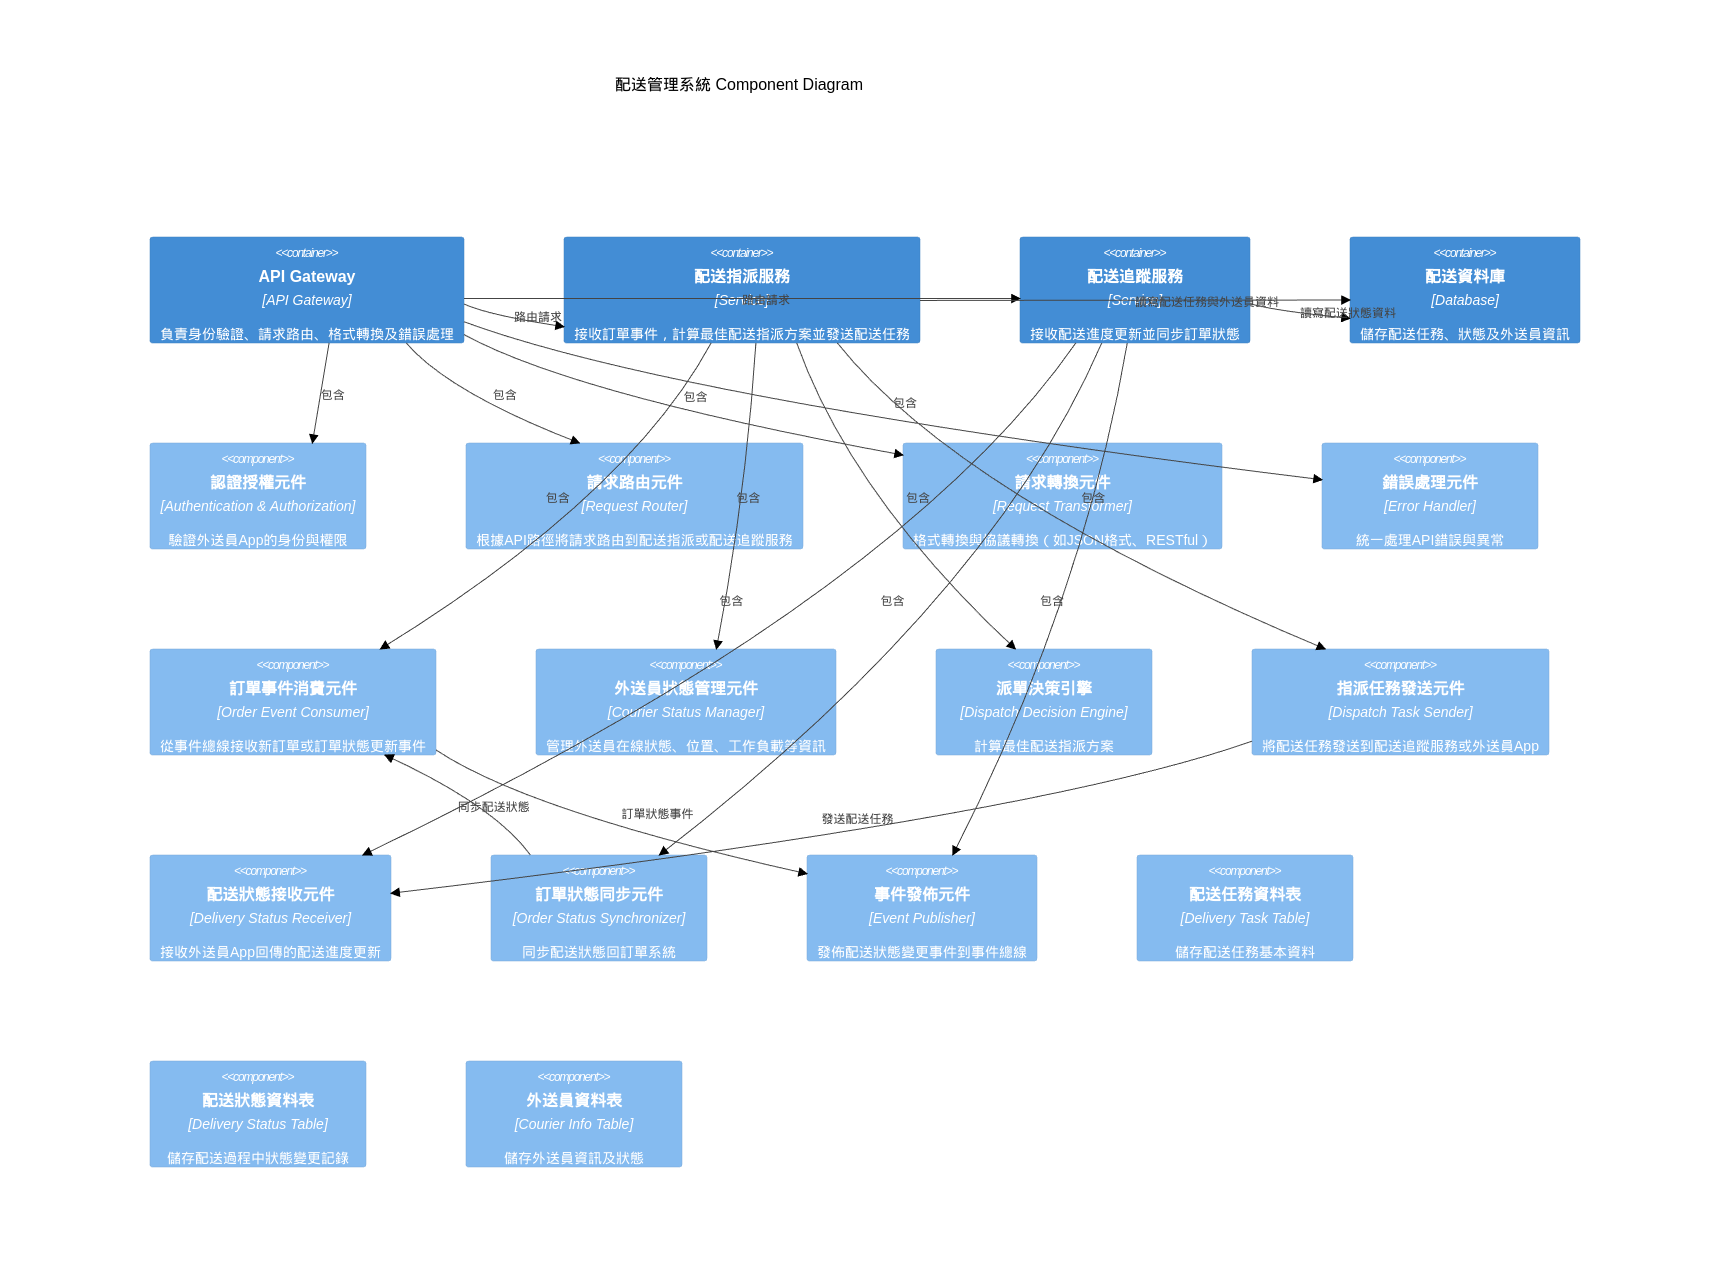 配送管理系統 Component Diagram
<<container>>
API Gateway
[API Gateway]
負責身份驗證、請求路由、格式轉換及錯誤處理
<<container>>
配送指派服務
[Service]
接收訂單事件，計算最佳配送指派方案並發送配送任務
<<container>>
配送追蹤服務
[Service]
接收配送進度更新並同步訂單狀態
<<container>>
配送資料庫
[Database]
儲存配送任務、狀態及外送員資訊
路由請求
路由請求
讀寫配送任務與外送員資料
讀寫配送狀態資料
包含
包含
包含
包含
<<component>>
認證授權元件
[Authentication & Authorization]
驗證外送員App的身份與權限
<<component>>
請求路由元件
[Request Router]
根據API路徑將請求路由到配送指派或配送追蹤服務
<<component>>
請求轉換元件
[Request Transformer]
格式轉換與協議轉換（如JSON格式、RESTful）
<<component>>
錯誤處理元件
[Error Handler]
統一處理API錯誤與異常
包含
包含
包含
包含
包含
包含
包含
<<component>>
訂單事件消費元件
[Order Event Consumer]
從事件總線接收新訂單或訂單狀態更新事件
<<component>>
外送員狀態管理元件
[Courier Status Manager]
管理外送員在線狀態、位置、工作負載等資訊
<<component>>
派單決策引擎
[Dispatch Decision Engine]
計算最佳配送指派方案
<<component>>
指派任務發送元件
[Dispatch Task Sender]
將配送任務發送到配送追蹤服務或外送員App
同步配送狀態
訂單狀態事件
發送配送任務
<<component>>
配送狀態接收元件
[Delivery Status Receiver]
接收外送員App回傳的配送進度更新
<<component>>
訂單狀態同步元件
[Order Status Synchronizer]
同步配送狀態回訂單系統
<<component>>
事件發佈元件
[Event Publisher]
發佈配送狀態變更事件到事件總線
<<component>>
配送任務資料表
[Delivery Task Table]
儲存配送任務基本資料
<<component>>
配送狀態資料表
[Delivery Status Table]
儲存配送過程中狀態變更記錄
<<component>>
外送員資料表
[Courier Info Table]
儲存外送員資訊及狀態